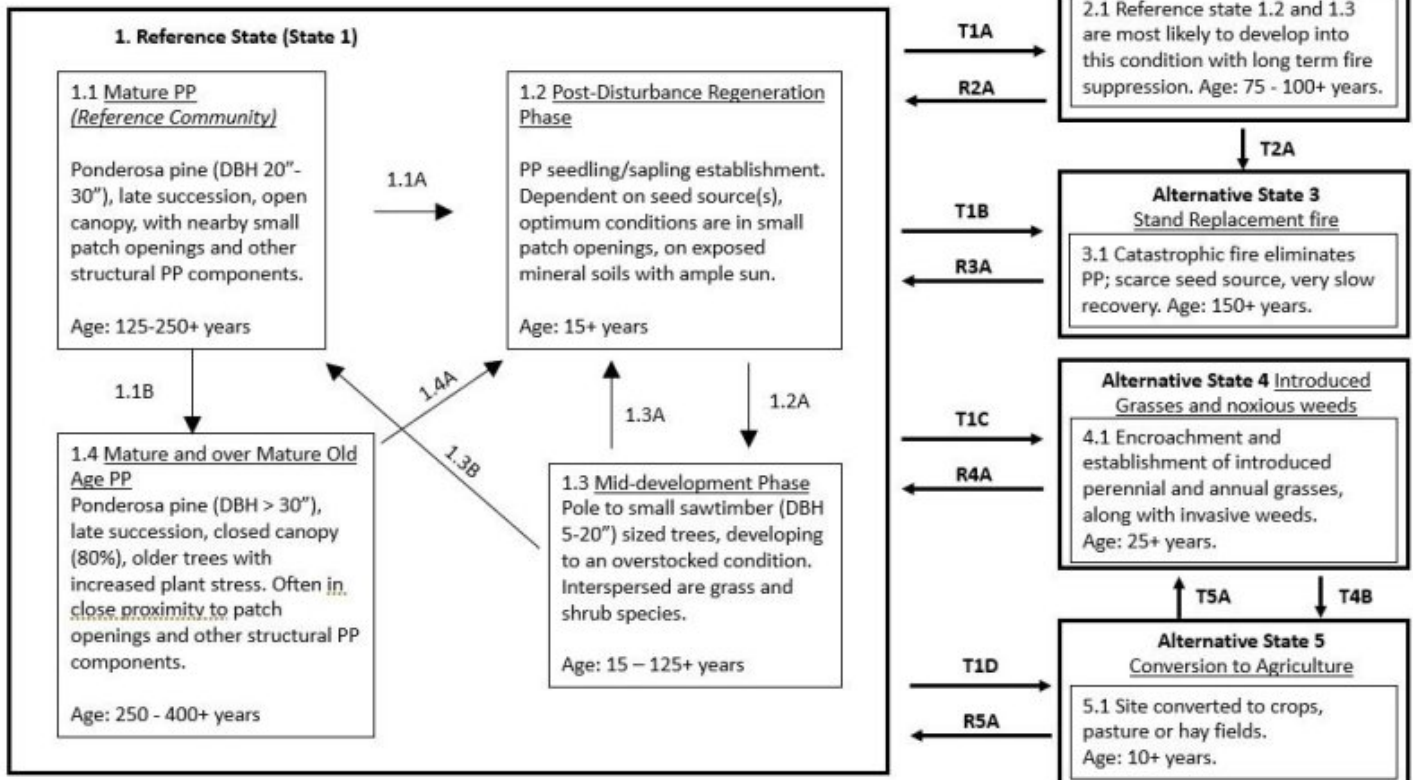 1. Reference State (State 1)
1.1 Mature PP
(Reference Community)
Ponderosa pine (DBH 20”-
30”), late succession, open
canopy, with nearby small
patch openings and other
structural PP components.
Age: 125-250+ years
1.1A
1.2 Post-Disturbance Regeneration
Phase
PP seedling/sapling establishment.
Dependent on seed source(s),
optimum conditions are in small
patch openings, on exposed
mineral soils with ample sun.
Age: 15+ years
1.1B
1.4A
1.3B
1.3A
1.2A
1.4 Mature and over Mature Old
Age PP
Ponderosa pine (DBH > 30”),
late succession, closed canopy
(80%), older trees with
increased plant stress. Often in
close proximity to patch
openings and other structural PP
components.
Age: 250 - 400+ years
1.3 Mid-development Phase
Pole to small sawtimber (DBH
5-20”) sized trees, developing
to an overstocked condition.
Interspersed are grass and
shrub species.
Age: 15 – 125+ years
T1A
R2A
2.1 Reference state 1.2 and 1.3
are most likely to develop into
this condition with long term fire
suppression. Age: 75 - 100+ years.
T2A
T1B
R3A
Alternative State 3
Stand Replacement fire
3.1 Catastrophic fire eliminates
PP; scarce seed source, very slow
recovery. Age: 150+ years.
T1C
R4A
Alternative State 4 Introduced
Grasses and noxious weeds
4.1 Encroachment and
establishment of introduced
perennial and annual grasses,
along with invasive weeds.
Age: 25+ years.
T5A
T4B
T1D
R5A
Alternative State 5
Conversion to Agriculture
5.1 Site converted to crops,
pasture or hay fields.
Age: 10+ years.